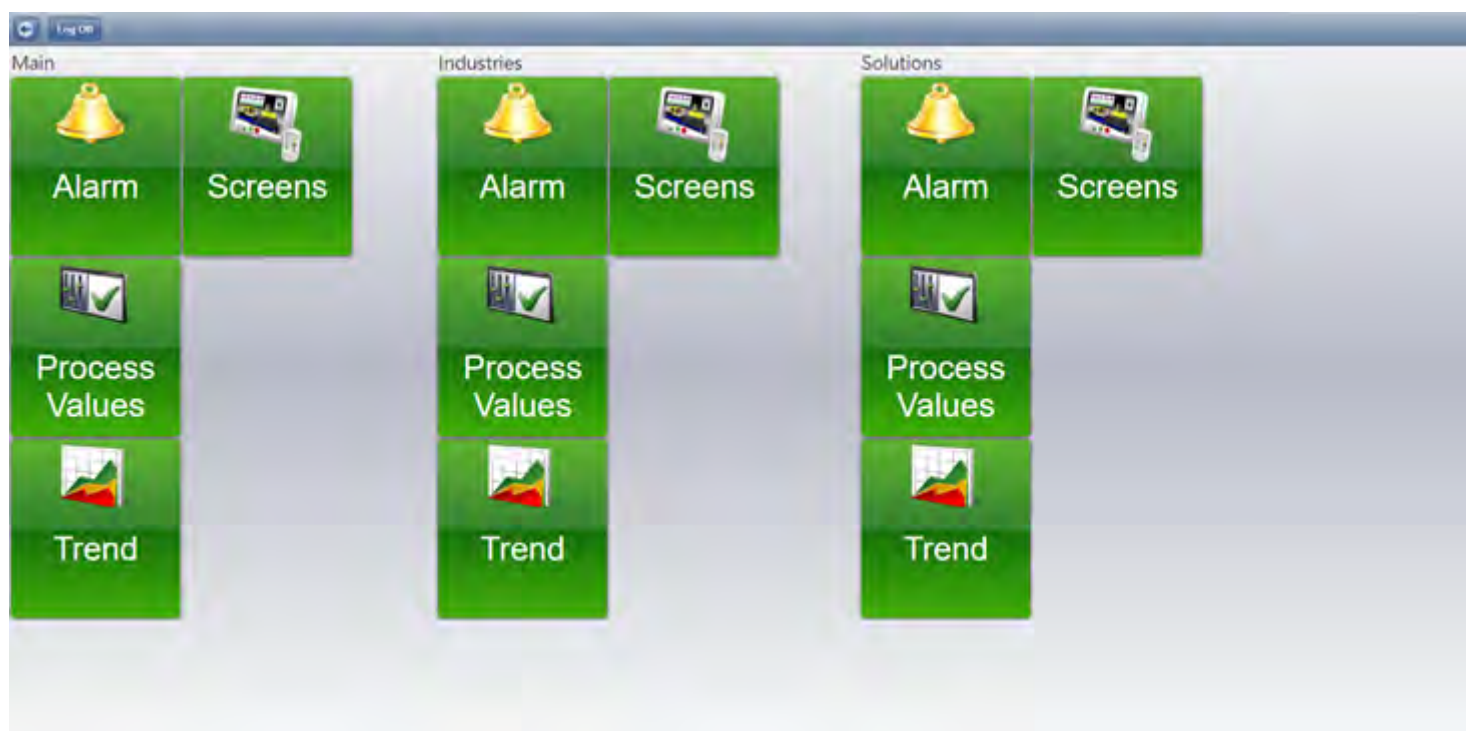 Log Off
Main
Industries
Solutions
Alarm
Screens
Alarm
Screens
Alarm
Screens
Process
Values
Process
Values
Process
Values
Trend
Trend
Trend